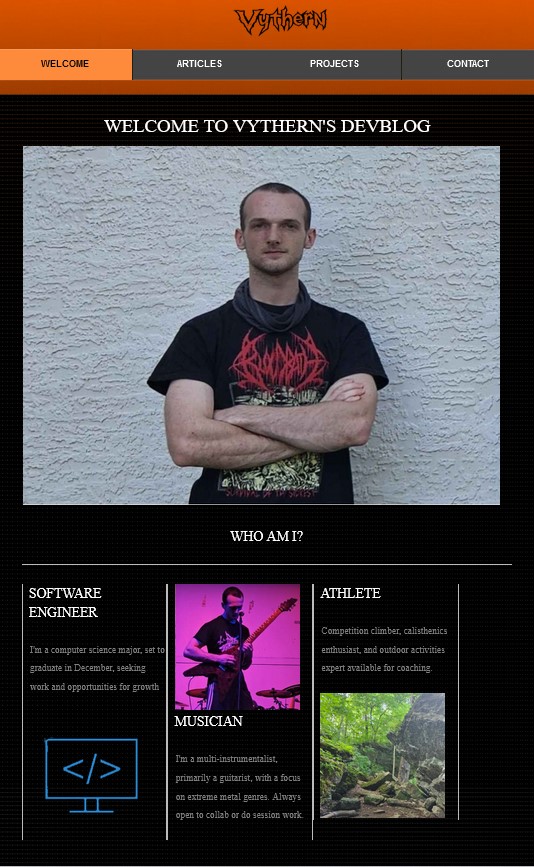 Vythern
WELCOME
ARTICLES
PROJECTS
CONTACT
WELCOME TO VYTHERN'S DEVBLOG
BLOODBATH
WHO AM I?
SOFTWARE
ENGINEER
I'm a computer science major, set to
graduate in December, seeking
work and opportunities for growth
</>
MUSICIAN
I'm a multi-instrumentalist,
primarily a guitarist, with a focus
on extreme metal genres. Always
open to collab or do session work.
ATHLETE
Competition climber, calisthenics
enthusiast, and outdoor activities
expert available for coaching.